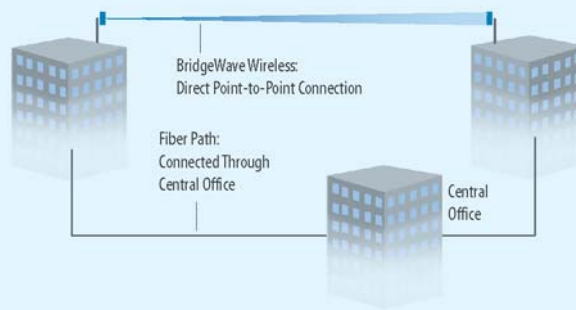 BridgeWave Wireless:
Direct Point-to-Point Connection
Fiber Path:
Connected Through
Central Office
Central
Office